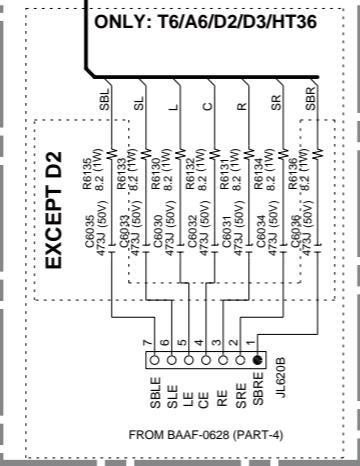 ONLY: T6/A6/D2/D3/HT36
SBL
SL
L
C
R
SR
SBR
EXCEPT D2
R6135
8.2 (1W)
R6133
8.2 (1W)
R6130
8.2 (1W)
R6132
8.2 (1W)
R6131
8.2 (1W)
R6134
8.2 (1W)
R6136
8.2 (1W)
C6035
473J (50V)
C6033
473J (50V)
C6030
473J (50V)
C6032
473J (50V)
C6031
473J (50V)
C6034
473J (50V)
C6036
473J (50V)
7
6
5
4
3
2
1
SBLE
SLE
LE
CE
RE
SRE
SBRE
JL620B
FROM BAAF-0628 (PART-4)